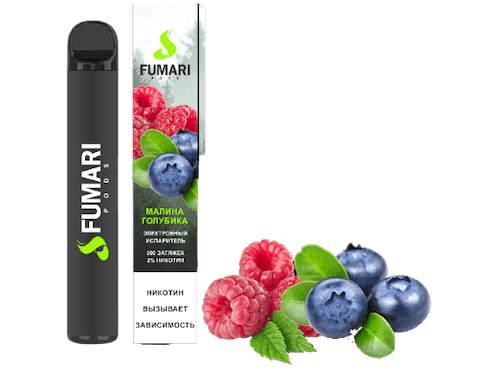 FUMARI
PODS
FUMARI
PODS
МАЛИНА
ГОЛУБИКА
ЭЛЕКТРОННЫЙ
ИСПАРИТЕЛЬ
800 ЗАТЯЖЕК
2% НИКОТИН
НИКОТИН
ВЫЗЫВАЕТ
ЗАВИСИМОСТЬ